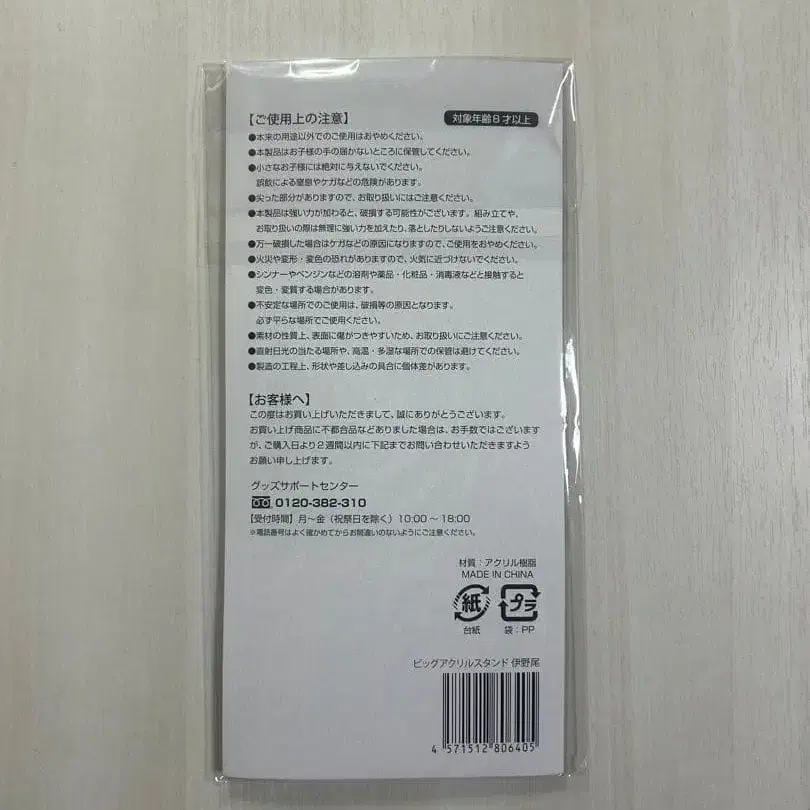 【ご使用上の注意】
対象年齢8才以上
●本来の用途以外でのご使用はおやめください。
●本製品はお子様の手の届かないところに保管してください。
●小さなお子様には絶対に与えないでください。
誤飲による窒息やケガなどの危険があります。
●尖った部分がありますので、お取り扱いにはご注意ください。
●本製品は強い力が加わると、破損する可能性がございます。組み立てや、
お取り扱いの際は無理に強い力を加えたり、落としたりしないようご注意ください。
●万一破損した場合はケガなどの原因になりますので、ご使用をおやめください。
●火災や変形・変色の恐れがありますので、火気に近づけないでください。
●シンナーやベンジンなどの溶剤や薬品・化粧品・消毒液などと接触すると
変色・変質する場合があります。
●不安定な場所でのご使用は、破損等の原因となります。
必ず平らな場所でご使用ください。
●素材の性質上、表面に傷がつきやすいため、お取り扱いにご注意ください。
●直射日光の当たる場所や、高温・多湿な場所での保管は避けてください。
●製造の工程上、形状や差し込みの具合に個体差があります。
【お客様へ】
この度はお買い上げいただきまして、誠にありがとうございます。
お買い上げ商品に不都合品などありました場合は、お手数ではございます
が、ご購入日より2週間以内に下記までお問い合わせいただきますよう
お願い申し上げます。
グッズサポートセンター
0120-382-310
【受付時間】月〜金（祝祭日を除く）10:00〜18:00
※電話番号はよく確かめてからお間違いのないようにご注意ください。
材質：アクリル樹脂
MADE IN CHINA
紙 プラ
台紙 袋：PP
ビッグアクリルスタンド 伊野尾
4 571512 806405